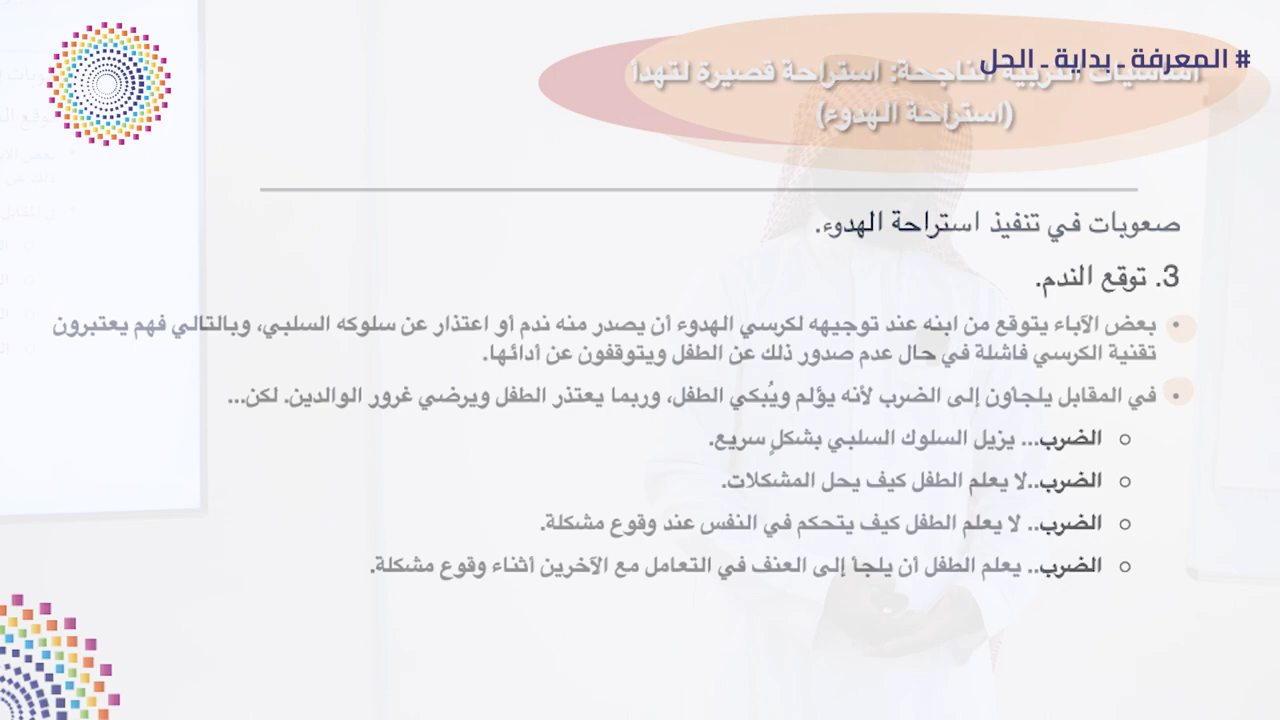 # المعرفة ـ بداية ـ الحل
أساسيات التربية الناجحة: استراحة قصيرة لتهدأ
(استراحة الهدوء)
صعوبات في تنفيذ استراحة الهدوء.
3. توقع الندم.
• بعض الآباء يتوقع من ابنه عند توجيهه لكرسي الهدوء أن يصدر منه ندم أو اعتذار عن سلوكه السلبي، وبالتالي فهم يعتبرون
تقنية الكرسي فاشلة في حال عدم صدور ذلك عن الطفل ويتوقفون عن أدائها.
• في المقابل يلجأون إلى الضرب لأنه يؤلم ويُبكي الطفل، وربما يعتذر الطفل ويرضي غرور الوالدين. لكن...
○ الضرب... يزيل السلوك السلبي بشكلٍ سريع.
○ الضرب..لا يعلم الطفل كيف يحل المشكلات.
○ الضرب.. لا يعلم الطفل كيف يتحكم في النفس عند وقوع مشكلة.
○ الضرب.. يعلم الطفل أن يلجأ إلى العنف في التعامل مع الآخرين أثناء وقوع مشكلة.